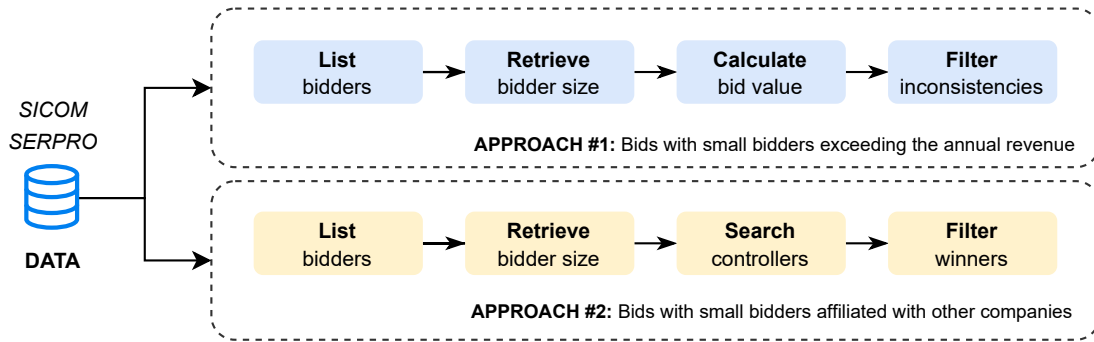 SICOM
SERPRO
DATA
List
bidders
Retrieve
bidder size
Calculate
bid value
Filter
inconsistencies
APPROACH #1: Bids with small bidders exceeding the annual revenue
List
bidders
Retrieve
bidder size
Search
controllers
Filter
winners
APPROACH #2: Bids with small bidders affiliated with other companies